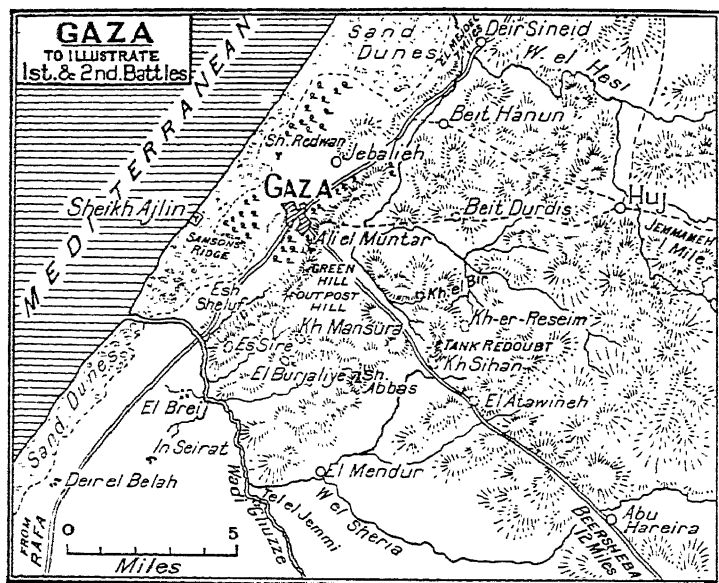 GAZA
TO ILLUSTRATE
1st. & 2nd. Battles
MEDITERRANEAN
Sand
Dunes
EL MEJDEL
MILES
Deir Sineid
W. el Hesi
Beit Hanun
Sh. Redwan
Jebalieh
GAZA
Huj
Sheikh Ajlin
Beit Durdis
SAMSONS
RIDGE
Ali el Muntar
JEMMAMEH
1 Mile
GREEN
HILL
OUTPOST
HILL
Kh el Bir
Esh
Sheluf
Kh Mansura
Kh-er-Reseim
Es Sire
TANK REDOUBT
Kh Sihan
El Burjaliye
Sh.
Abbas
El Breij
El Atawineh
Sand Dunes
In Seirat
Deir el Belah
El Mendur
Wadi Ghuzze
Tel el Jemmi
W el Sheria
Abu
Hareira
BEERSHEBA
12 Miles
FROM
RAFA
0 5
Miles